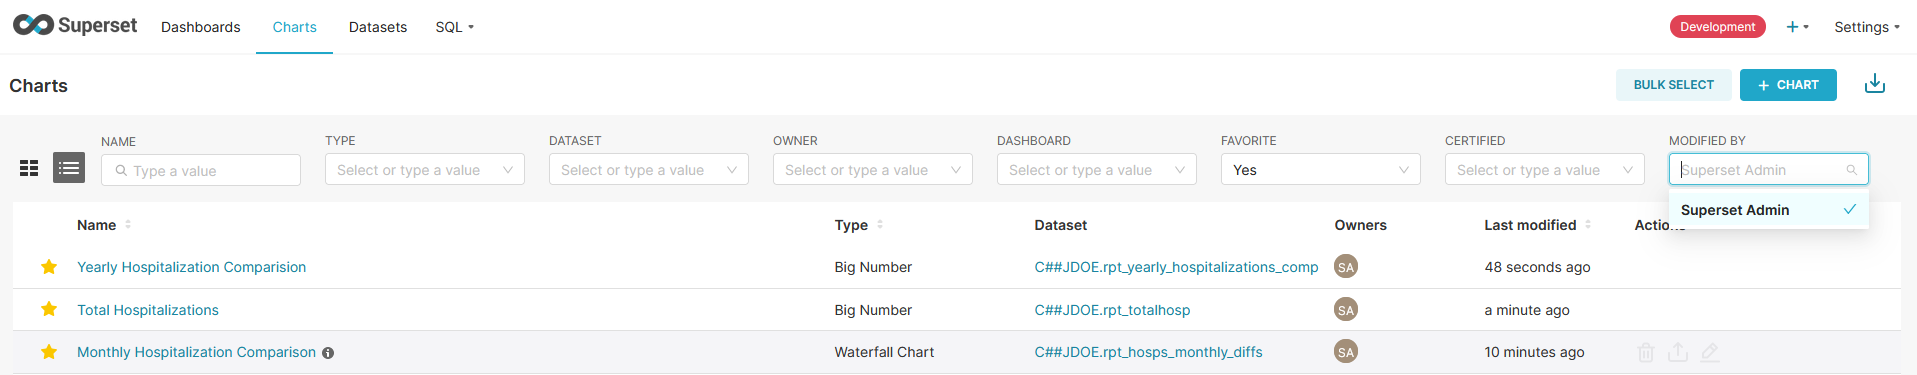 Superset Dashboards Charts Datasets SQL Development + Settings
Charts BULK SELECT + CHART
NAME TYPE DATASET OWNER DASHBOARD FAVORITE CERTIFIED MODIFIED BY
Type a value Select or type a value Select or type a value Select or type a value Select or type a value Yes Select or type a value Superset Admin
Superset Admin
Name Type Dataset Owners Last modified Actions
Yearly Hospitalization Comparision Big Number C##JDOE.rpt_yearly_hospitalizations_comp SA 48 seconds ago
Total Hospitalizations Big Number C##JDOE.rpt_totalhosp SA a minute ago
Monthly Hospitalization Comparison Waterfall Chart C##JDOE.rpt_hosps_monthly_diffs SA 10 minutes ago